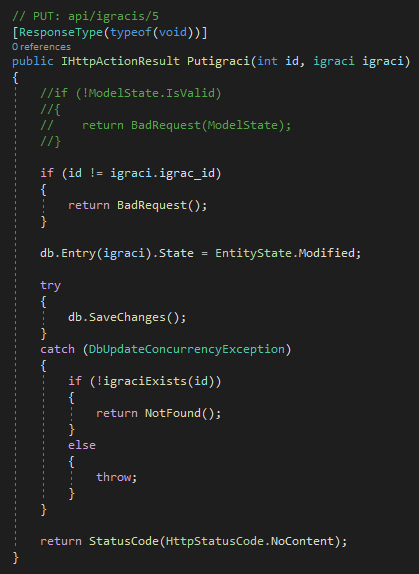 // PUT: api/igracis/5
[ResponseType(typeof(void))]
0 references
public IHttpActionResult Putigraci(int id, igraci igraci)
{
    //if (!ModelState.IsValid)
    //{
    //    return BadRequest(ModelState);
    //}
    if (id != igraci.igrac_id)
    {
        return BadRequest();
    }
    db.Entry(igraci).State = EntityState.Modified;
    try
    {
        db.SaveChanges();
    }
    catch (DbUpdateConcurrencyException)
    {
        if (!igraciExists(id))
        {
            return NotFound();
        }
        else
        {
            throw;
        }
    }
    return StatusCode(HttpStatusCode.NoContent);
}